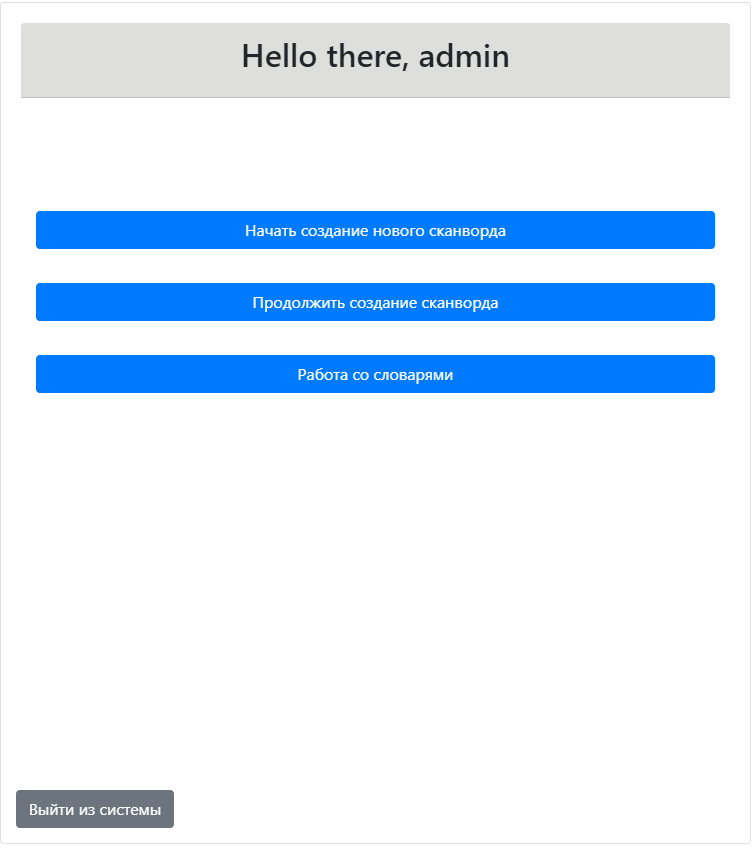 Hello there, admin
Начать создание нового сканворда
Продолжить создание сканворда
Работа со словарями
Выйти из системы